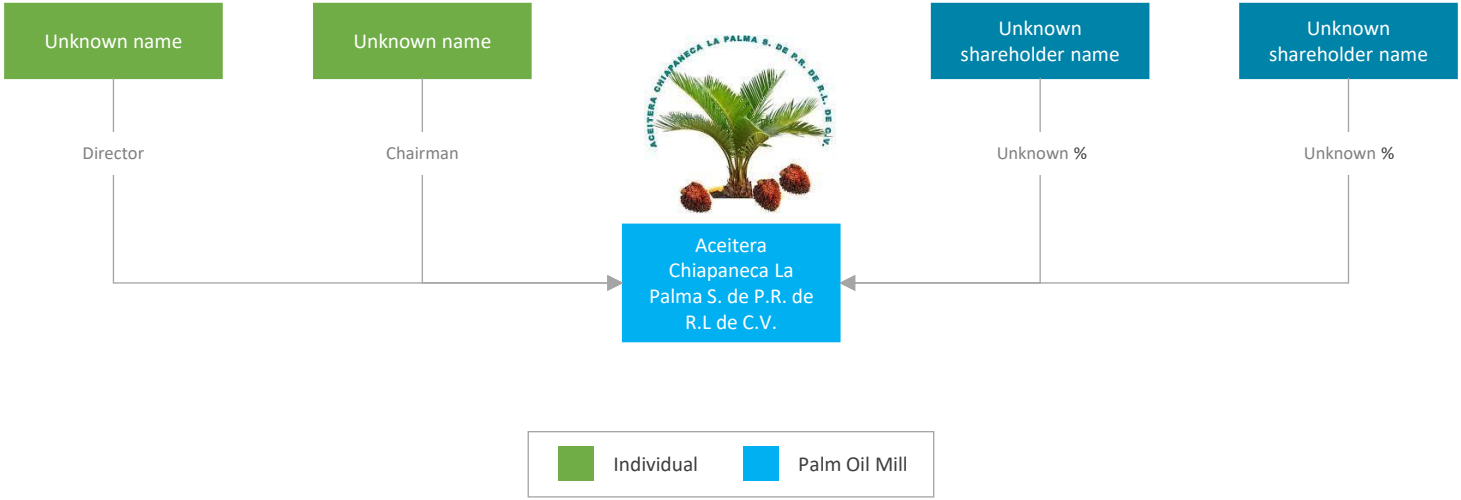 Unknown name
Unknown name
Unknown
shareholder name
Unknown
shareholder name
ACEITERA CHIAPANECA LA PALMA S. DE P.R. DE R.L. DE C.V.
Director
Chairman
Unknown %
Unknown %
Aceitera
Chiapaneca La
Palma S. de P.R. de
R.L de C.V.
Individual
Palm Oil Mill